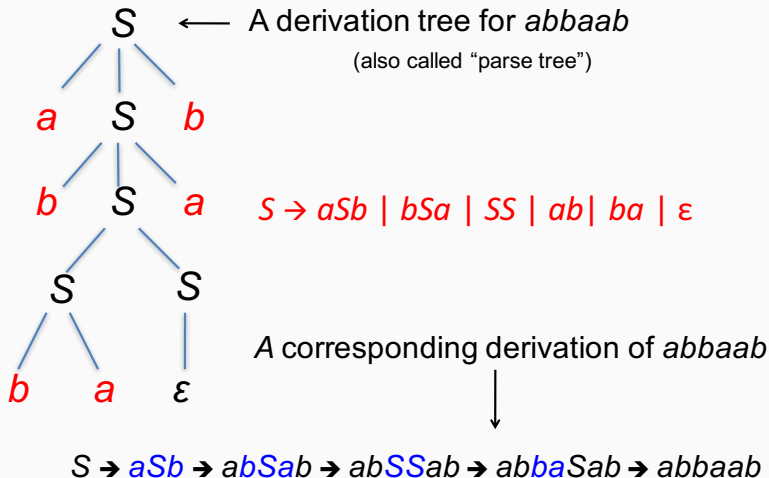 S ← A derivation tree for abbaab
(also called “parse tree”)
a S b
b S a
S → aSb | bSa | SS | ab| ba | ε
S S
A corresponding derivation of abbaab
b a ε
S → aSb → abSab → abSSab → abbaSab → abbaab